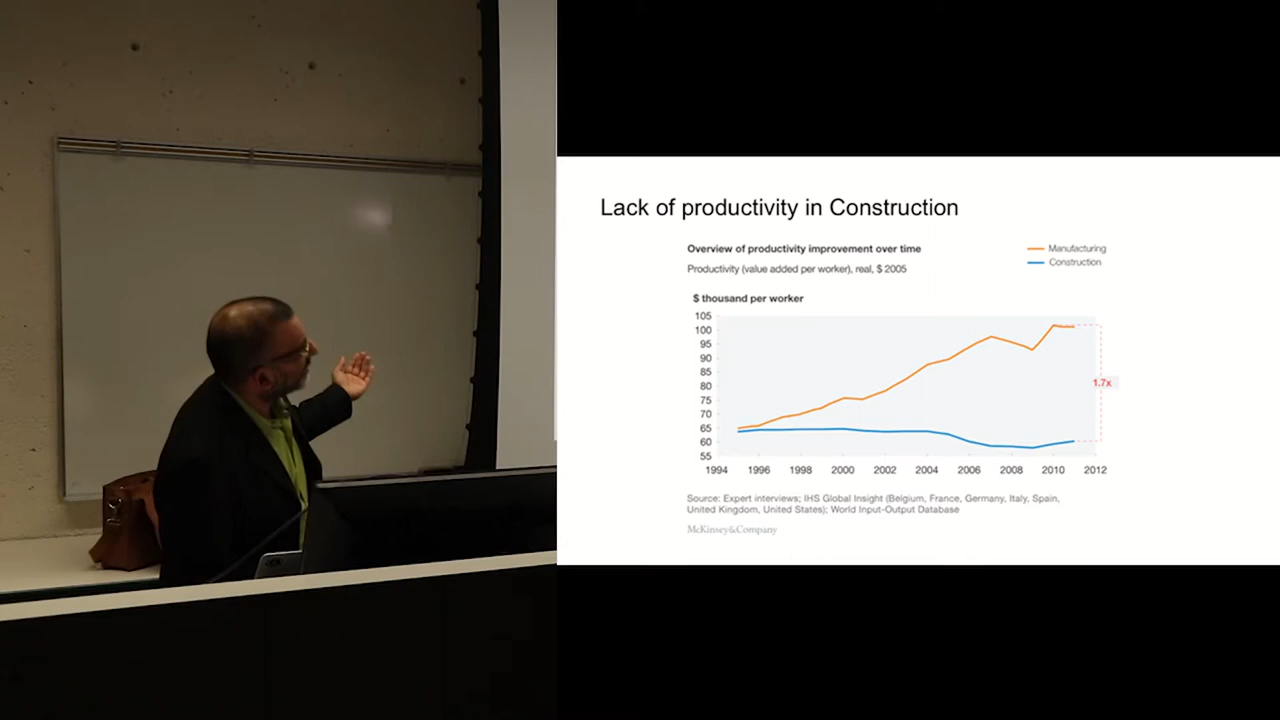 Lack of productivity in Construction
Overview of productivity improvement over time
Manufacturing
Productivity (value added per worker), real, $ 2005
Construction
$ thousand per worker
105
100
95
90
85
80
75
70
65
60
55
1.7x
1994 1996 1998 2000 2002 2004 2006 2008 2010 2012
Source: Expert interviews; IHS Global Insight (Belgium, France, Germany, Italy, Spain,
United Kingdom, United States); World Input-Output Database
McKinsey&Company